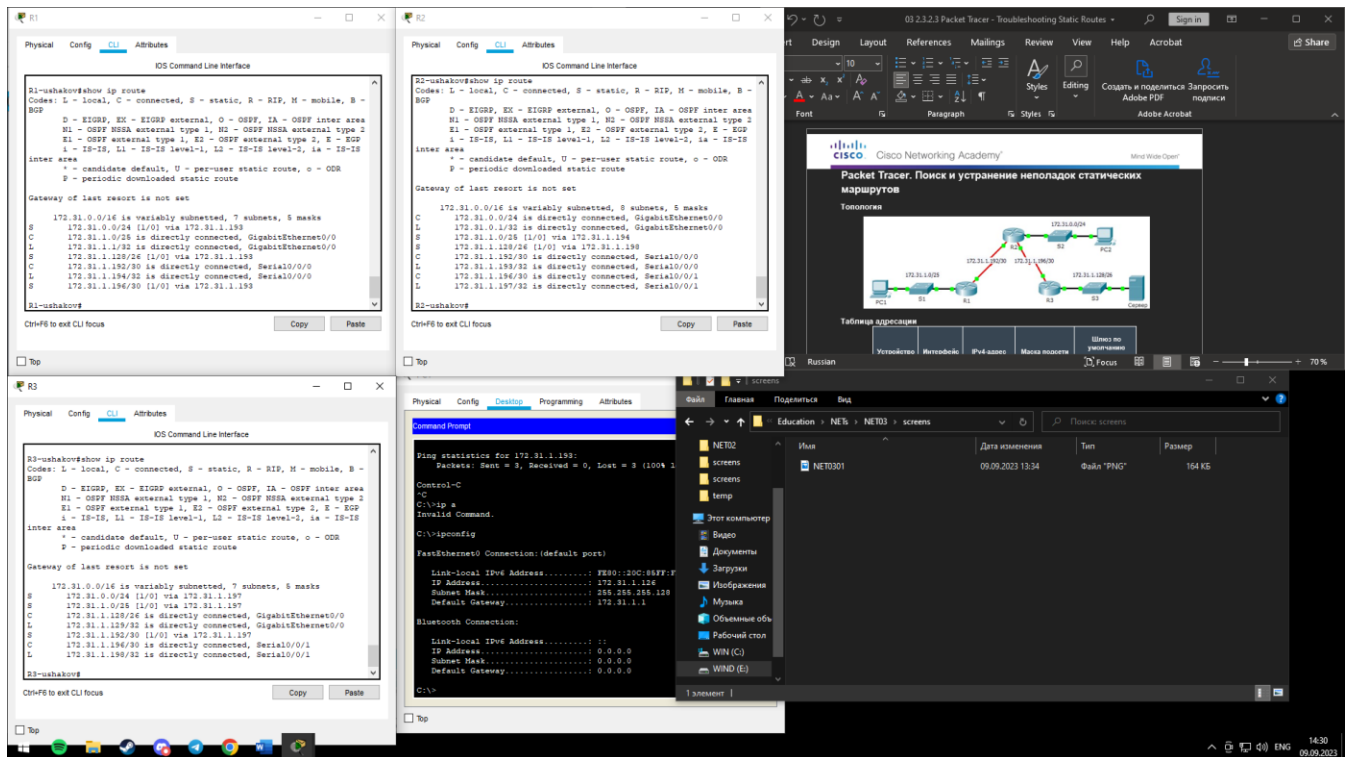 R1
Physical Config CLI Attributes
IOS Command Line Interface
R1-ushakov#show ip route
Codes: L - local, C - connected, S - static, R - RIP, M - mobile, B -
BGP
D - EIGRP, EX - EIGRP external, O - OSPF, IA - OSPF inter area
N1 - OSPF NSSA external type 1, N2 - OSPF NSSA external type 2
E1 - OSPF external type 1, E2 - OSPF external type 2, E - EGP
i - IS-IS, L1 - IS-IS level-1, L2 - IS-IS level-2, ia - IS-IS
inter area
* - candidate default, U - per-user static route, o - ODR
P - periodic downloaded static route
Gateway of last resort is not set
172.31.0.0/16 is variably subnetted, 7 subnets, 5 masks
S 172.31.0.0/24 [1/0] via 172.31.1.193
C 172.31.1.0/25 is directly connected, GigabitEthernet0/0
L 172.31.1.1/32 is directly connected, GigabitEthernet0/0
S 172.31.1.128/26 [1/0] via 172.31.1.193
C 172.31.1.192/30 is directly connected, Serial0/0/0
L 172.31.1.194/32 is directly connected, Serial0/0/0
S 172.31.1.196/30 [1/0] via 172.31.1.193
R1-ushakov#
Ctrl+F6 to exit CLI focus
Copy Paste
Top
R2
Physical Config CLI Attributes
IOS Command Line Interface
R2-ushakov#show ip route
Codes: L - local, C - connected, S - static, R - RIP, M - mobile, B -
BGP
D - EIGRP, EX - EIGRP external, O - OSPF, IA - OSPF inter area
N1 - OSPF NSSA external type 1, N2 - OSPF NSSA external type 2
E1 - OSPF external type 1, E2 - OSPF external type 2, E - EGP
i - IS-IS, L1 - IS-IS level-1, L2 - IS-IS level-2, ia - IS-IS
inter area
* - candidate default, U - per-user static route, o - ODR
P - periodic downloaded static route
Gateway of last resort is not set
172.31.0.0/16 is variably subnetted, 8 subnets, 5 masks
C 172.31.0.0/24 is directly connected, GigabitEthernet0/0
L 172.31.0.1/32 is directly connected, GigabitEthernet0/0
S 172.31.1.0/25 [1/0] via 172.31.1.194
S 172.31.1.128/26 [1/0] via 172.31.1.198
C 172.31.1.192/30 is directly connected, Serial0/0/0
L 172.31.1.193/32 is directly connected, Serial0/0/0
C 172.31.1.196/30 is directly connected, Serial0/0/1
L 172.31.1.197/32 is directly connected, Serial0/0/1
R2-ushakov#
Ctrl+F6 to exit CLI focus
Copy Paste
Top
03 2.3.2.3 Packet Tracer - Troubleshooting Static Routes
Sign in
Design Layout References Mailings Review View Help Acrobat
Share
10
Styles
Editing
Создать и поделиться Запросить
Adobe PDF подписи
Font Paragraph Styles Adobe Acrobat
CISCO. Cisco Networking Academy®
Mind Wide Open™
Packet Tracer. Поиск и устранение неполадок статических
маршрутов
Топология
172.31.0.0/24
R2 S2 PC2
172.31.1.192/30 172.31.1.196/30
172.31.1.0/25 172.31.1.128/26
PC1 S1 R1 R3 S3 Сервер
Таблица адресации
Устройство Интерфейс IPv4-адрес Маска подсети Шлюз по
умолчанию
Russian
Focus
70 %
R3
Physical Config CLI Attributes
IOS Command Line Interface
R3-ushakov#show ip route
Codes: L - local, C - connected, S - static, R - RIP, M - mobile, B -
BGP
D - EIGRP, EX - EIGRP external, O - OSPF, IA - OSPF inter area
N1 - OSPF NSSA external type 1, N2 - OSPF NSSA external type 2
E1 - OSPF external type 1, E2 - OSPF external type 2, E - EGP
i - IS-IS, L1 - IS-IS level-1, L2 - IS-IS level-2, ia - IS-IS
inter area
* - candidate default, U - per-user static route, o - ODR
P - periodic downloaded static route
Gateway of last resort is not set
172.31.0.0/16 is variably subnetted, 7 subnets, 5 masks
S 172.31.0.0/24 [1/0] via 172.31.1.197
S 172.31.1.0/25 [1/0] via 172.31.1.197
C 172.31.1.128/26 is directly connected, GigabitEthernet0/0
L 172.31.1.129/32 is directly connected, GigabitEthernet0/0
S 172.31.1.192/30 [1/0] via 172.31.1.197
C 172.31.1.196/30 is directly connected, Serial0/0/1
L 172.31.1.198/32 is directly connected, Serial0/0/1
R3-ushakov#
Ctrl+F6 to exit CLI focus
Copy Paste
Top
Physical Config Desktop Programming Attributes
Command Prompt
Ping statistics for 172.31.1.193:
Packets: Sent = 3, Received = 0, Lost = 3 (100% l
Control-C
^C
C:\>ip a
Invalid Command.
C:\>ipconfig
FastEthernet0 Connection:(default port)
Link-local IPv6 Address.........: FE80::20C:85FF:F
IP Address......................: 172.31.1.126
Subnet Mask.....................: 255.255.255.128
Default Gateway.................: 172.31.1.1
Bluetooth Connection:
Link-local IPv6 Address.........: ::
IP Address......................: 0.0.0.0
Subnet Mask.....................: 0.0.0.0
Default Gateway.................: 0.0.0.0
C:\>
Top
screens
Файл Главная Поделиться Вид
Education > NETs > NET03 > screens
Поиск: screens
NET02
screens
screens
temp
Этот компьютер
Видео
Документы
Загрузки
Изображения
Музыка
Объемные объ
Рабочий стол
WIN (C:)
WIND (E:)
Имя Дата изменения Тип Размер
NET0301 09.09.2023 13:34 Файл "PNG" 164 КБ
1 элемент
ENG
14:30
09.09.2023